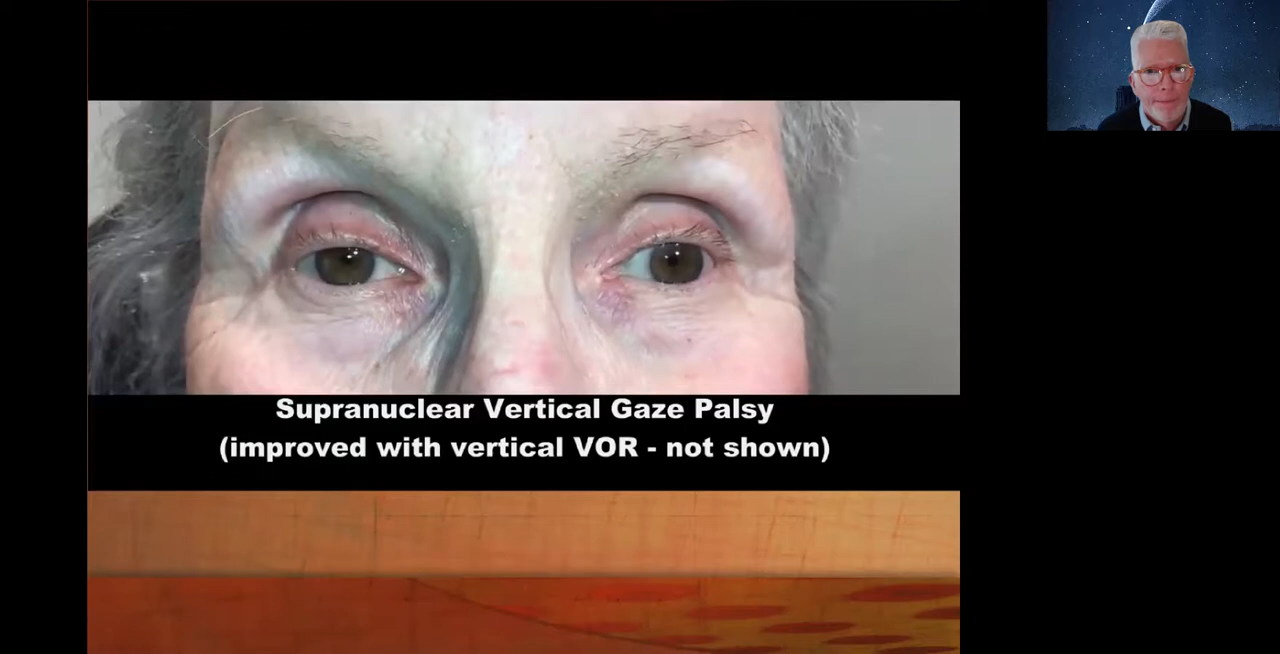 Supranuclear Vertical Gaze Palsy
(improved with vertical VOR - not shown)